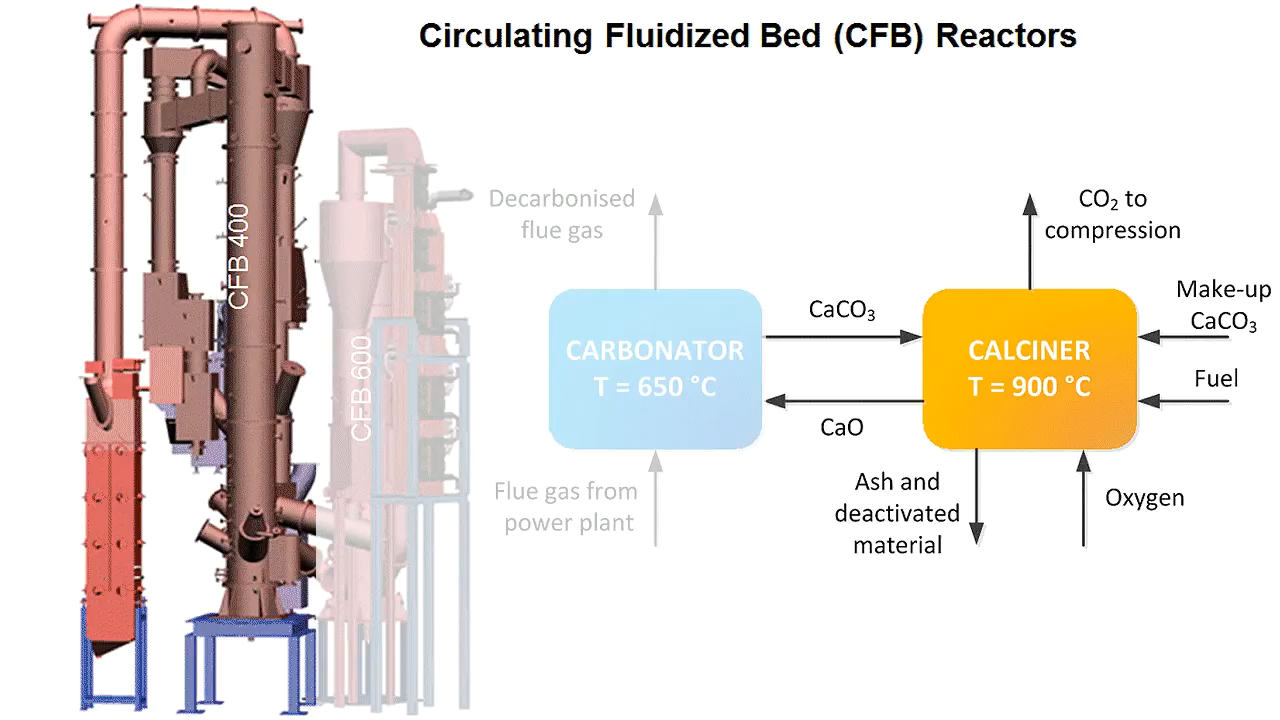 Circulating Fluidized Bed (CFB) Reactors
CFB 400
CFB 600
Decarbonised
flue gas
CO₂ to
compression
CaCO₃
Make-up
CaCO₃
CARBONATOR
T = 650 °C
CALCINER
T = 900 °C
Fuel
CaO
Flue gas from
power plant
Ash and
deactivated
material
Oxygen